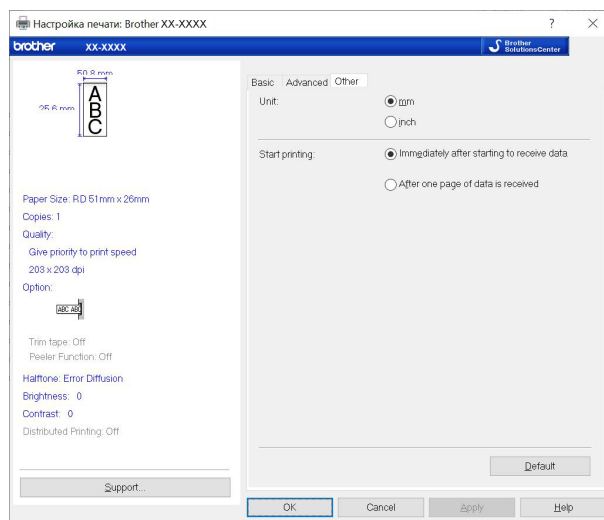 Настройка печати: Brother XX-XXXX
brother XX-XXXX
Brother
SolutionsCenter
50.8 mm
25.6 mm
A
B
C
Paper Size: RD 51mm x 26mm
Copies: 1
Quality:
Give priority to print speed
203 x 203 dpi
Option:
ABC ABC
Trim tape: Off
Peeler Function: Off
Halftone: Error Diffusion
Brightness: 0
Contrast: 0
Distributed Printing: Off
Support...
Basic Advanced Other
Unit: mm
inch
Start printing: Immediately after starting to receive data
After one page of data is received
Default
OK Cancel Apply Help